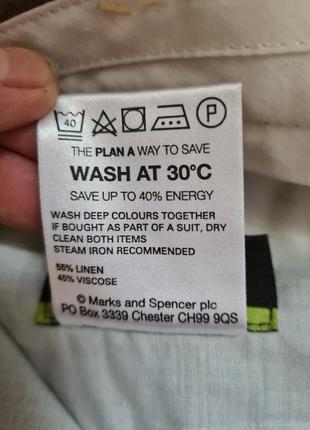 40 P
THE PLAN A WAY TO SAVE
WASH AT 30°C
SAVE UP TO 40% ENERGY
WASH DEEP COLOURS TOGETHER
IF BOUGHT AS PART OF A SUIT, DRY
CLEAN BOTH ITEMS
STEAM IRON RECOMMENDED
55% LINEN
45% VISCOSE
© Marks and Spencer plc
PO Box 3339 Chester CH99 9QS